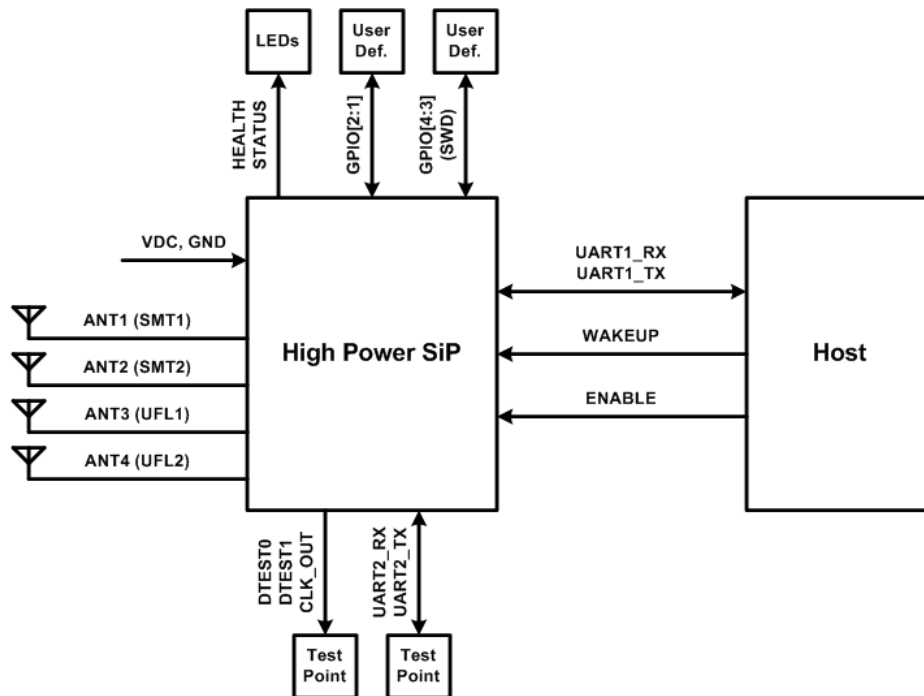 LEDs
User
Def.
User
Def.
HEALTH
STATUS
GPIO[2:1]
GPIO[4:3]
(SWD)
VDC, GND
ANT1 (SMT1)
ANT2 (SMT2)
ANT3 (UFL1)
ANT4 (UFL2)
High Power SiP
UART1_RX
UART1_TX
WAKEUP
ENABLE
Host
DTEST0
DTEST1
CLK_OUT
UART2_RX
UART2_TX
Test
Point
Test
Point